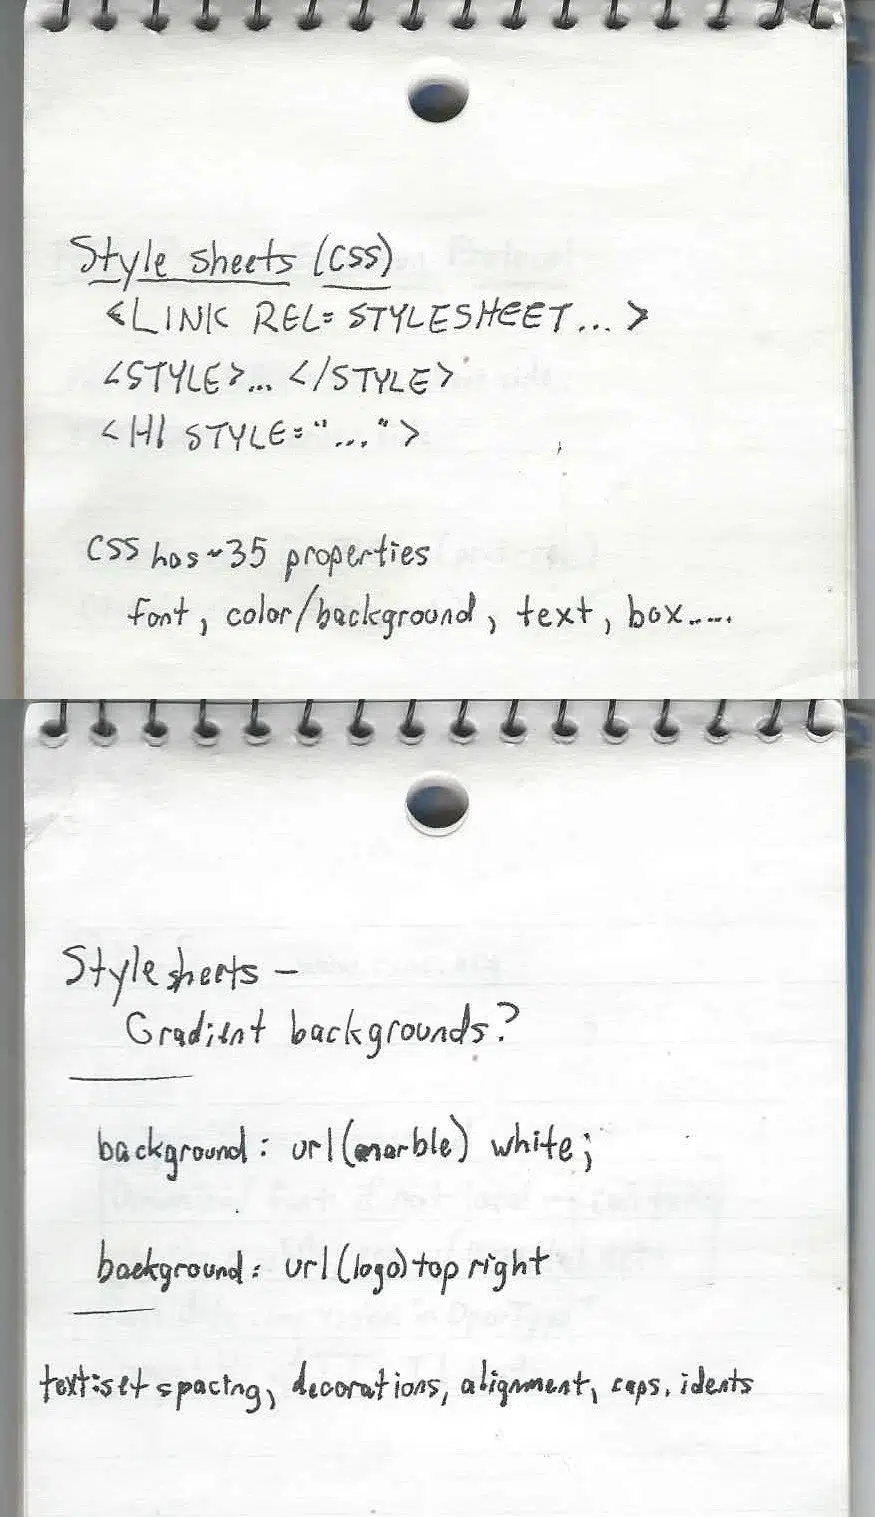 Style sheets (CSS)
<LINK REL=STYLESHEET...>
<STYLE>... </STYLE>
<H1 STYLE="...">
CSS has ~35 properties
font, color/background, text, box.....
Style sheets -
Gradient backgrounds?
background: url(marble) white;
background: url(logo) top right
text: set spacing, decorations, alignment, caps, idents